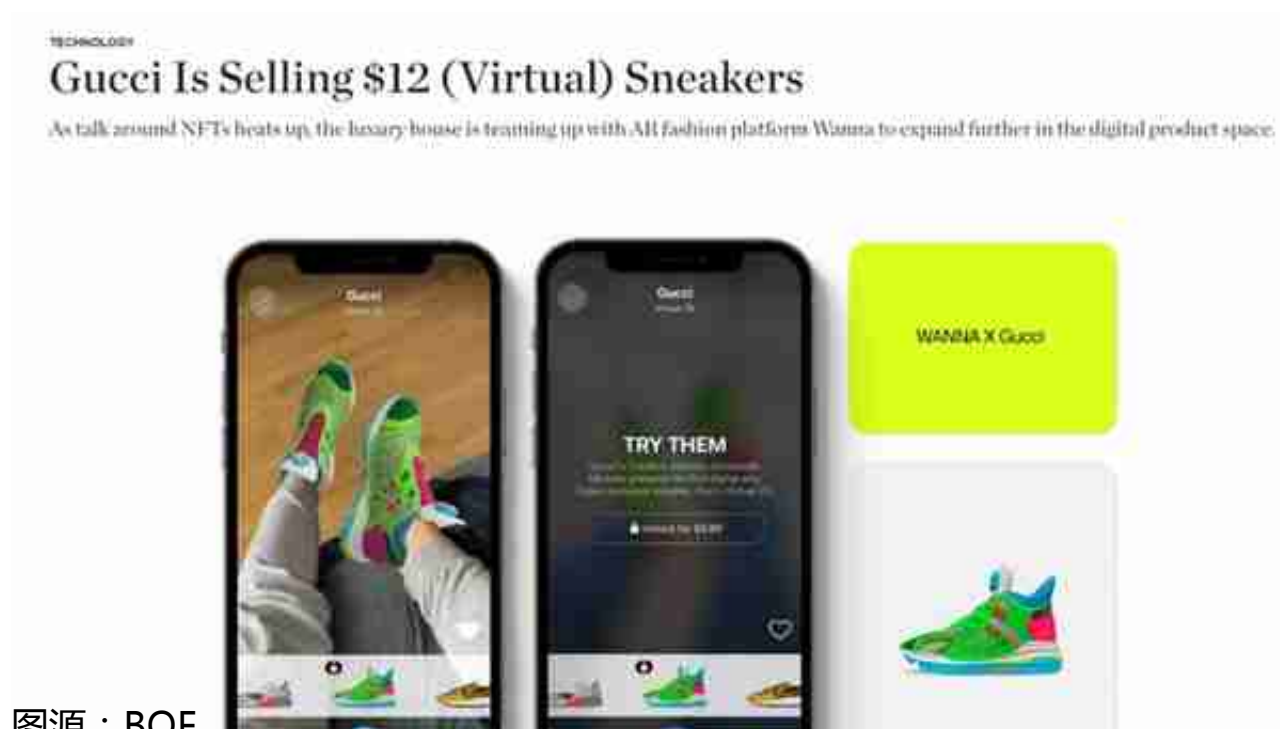 TECHNOLOGY
Gucci Is Selling $12 (Virtual) Sneakers
As talk around NFTs heats up, the luxury house is teaming up with AR fashion platform Wanna to expand further in the digital product space.
Gucci
Gucci
WANNA X Gucci
TRY THEM
图源：BOF